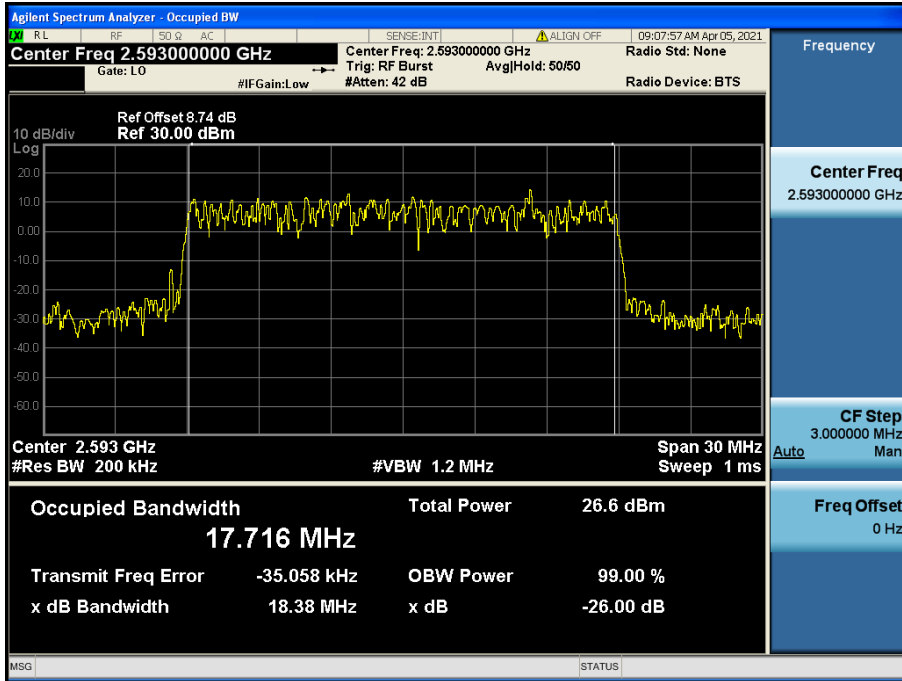 Agilent Spectrum Analyzer - Occupied BW
LXI RL RF 50 Ω AC SENSE:INT ALIGN OFF 09:07:57 AM Apr 05, 2021
Center Freq 2.593000000 GHz
Center Freq: 2.593000000 GHz
Radio Std: None
Gate: LO
Trig: RF Burst
Avg|Hold: 50/50
#IFGain:Low
#Atten: 42 dB
Radio Device: BTS
Ref Offset 8.74 dB
10 dB/div
Ref 30.00 dBm
Log
20.0
10.0
0.00
-10.0
-20.0
-30.0
-40.0
-50.0
-60.0
Center 2.593 GHz
Span 30 MHz
#Res BW 200 kHz
#VBW 1.2 MHz
Sweep 1 ms
Occupied Bandwidth
17.716 MHz
Total Power 26.6 dBm
Transmit Freq Error -35.058 kHz
OBW Power 99.00 %
x dB Bandwidth 18.38 MHz
x dB -26.00 dB
Frequency
Center Freq
2.593000000 GHz
CF Step
3.000000 MHz
Auto Man
Freq Offset
0 Hz
MSG
STATUS